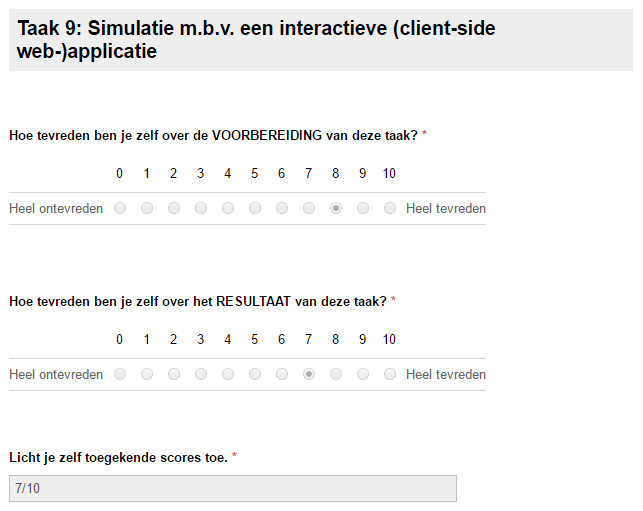 Taak 9: Simulatie m.b.v. een interactieve (client-side
web-)applicatie
Hoe tevreden ben je zelf over de VOORBEREIDING van deze taak? *
0 1 2 3 4 5 6 7 8 9 10
Heel ontevreden Heel tevreden
Hoe tevreden ben je zelf over het RESULTAAT van deze taak? *
0 1 2 3 4 5 6 7 8 9 10
Heel ontevreden Heel tevreden
Licht je zelf toegekende scores toe. *
7/10